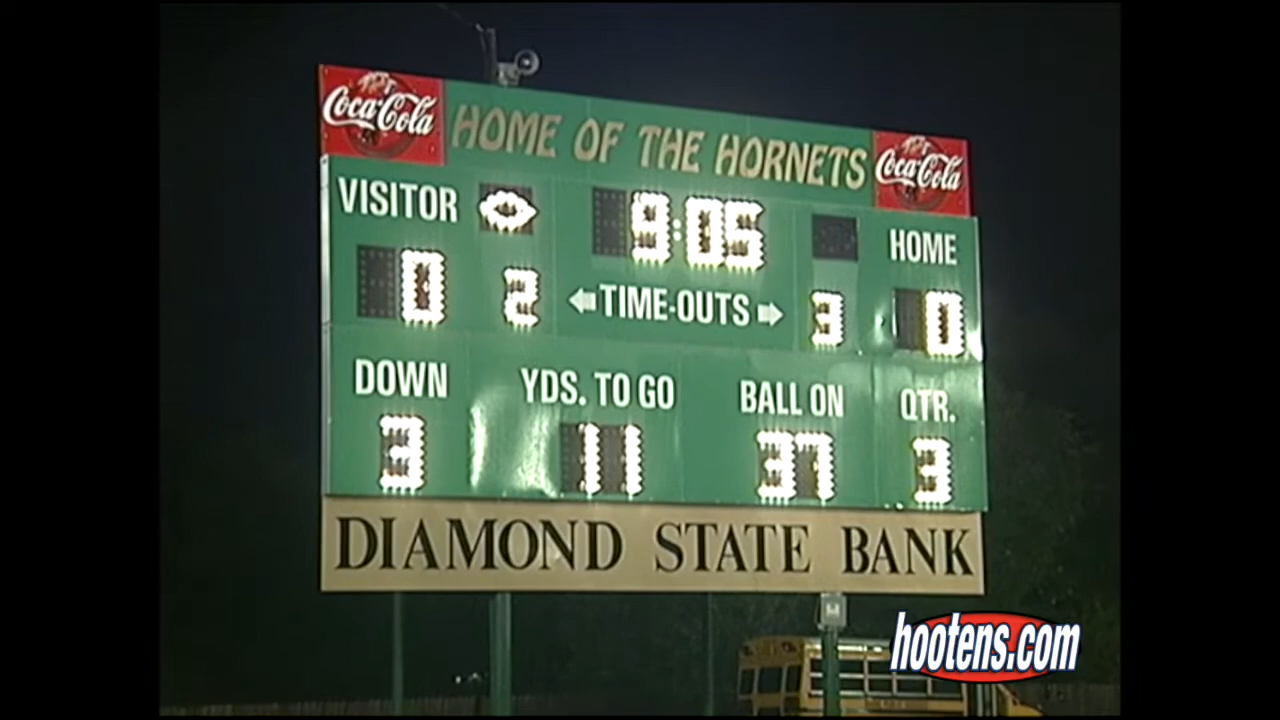 Coca-Cola HOME OF THE HORNETS Coca-Cola
VISITOR 9:05 HOME
0 2 TIME-OUTS 3 0
DOWN YDS. TO GO BALL ON QTR.
3 11 37 3
DIAMOND STATE BANK
hootens.com